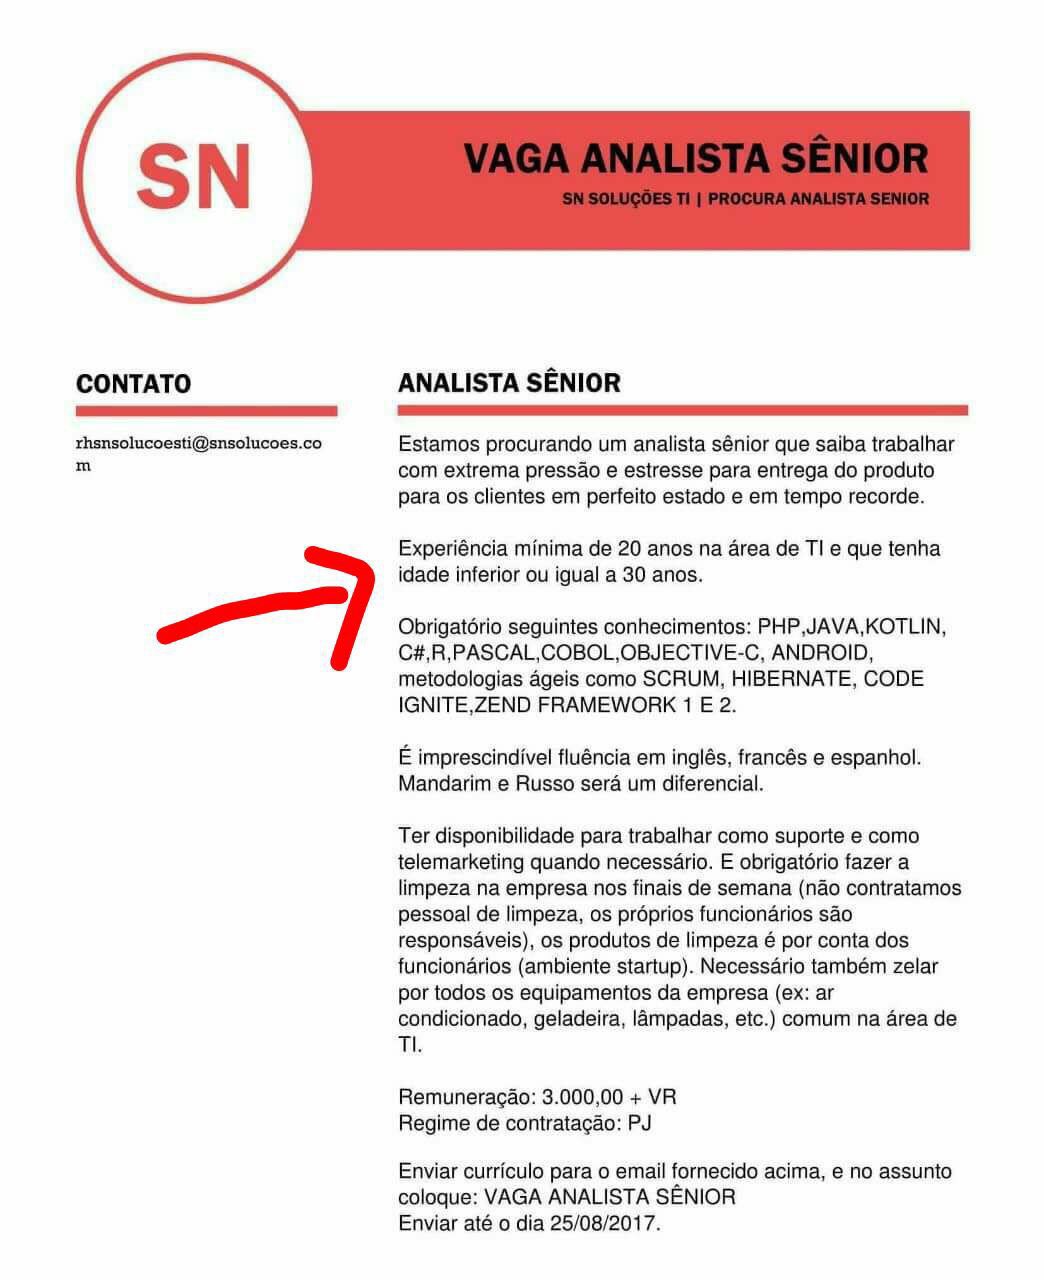 SN
VAGA ANALISTA SÊNIOR
SN SOLUÇÕES TI | PROCURA ANALISTA SENIOR
CONTATO
rhsnsolucoesti@snsolucoes.co
m
ANALISTA SÊNIOR
Estamos procurando um analista sênior que saiba trabalhar
com extrema pressão e estresse para entrega do produto
para os clientes em perfeito estado e em tempo recorde.
Experiência mínima de 20 anos na área de TI e que tenha
idade inferior ou igual a 30 anos.
Obrigatório seguintes conhecimentos: PHP,JAVA,KOTLIN,
C#,R,PASCAL,COBOL,OBJECTIVE-C, ANDROID,
metodologias ágeis como SCRUM, HIBERNATE, CODE
IGNITE,ZEND FRAMEWORK 1 E 2.
É imprescindível fluência em inglês, francês e espanhol.
Mandarim e Russo será um diferencial.
Ter disponibilidade para trabalhar como suporte e como
telemarketing quando necessário. E obrigatório fazer a
limpeza na empresa nos finais de semana (não contratamos
pessoal de limpeza, os próprios funcionários são
responsáveis), os produtos de limpeza é por conta dos
funcionários (ambiente startup). Necessário também zelar
por todos os equipamentos da empresa (ex: ar
condicionado, geladeira, lâmpadas, etc.) comum na área de
TI.
Remuneração: 3.000,00 + VR
Regime de contratação: PJ
Enviar currículo para o email fornecido acima, e no assunto
coloque: VAGA ANALISTA SÊNIOR
Enviar até o dia 25/08/2017.